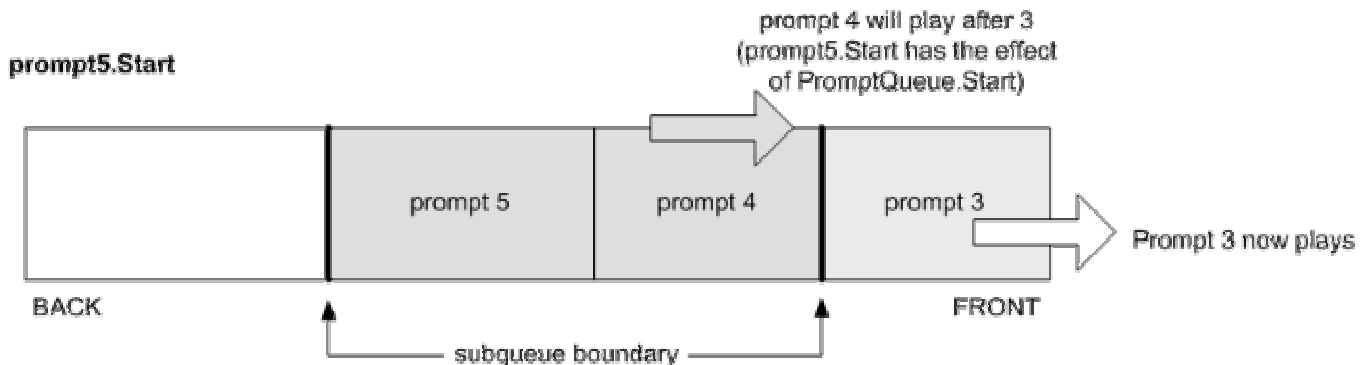 prompt 4 will play after 3
(prompt5.Start has the effect
of PromptQueue.Start)
prompt5.Start
prompt 5
prompt 4
prompt 3
Prompt 3 now plays
BACK
FRONT
subqueue boundary